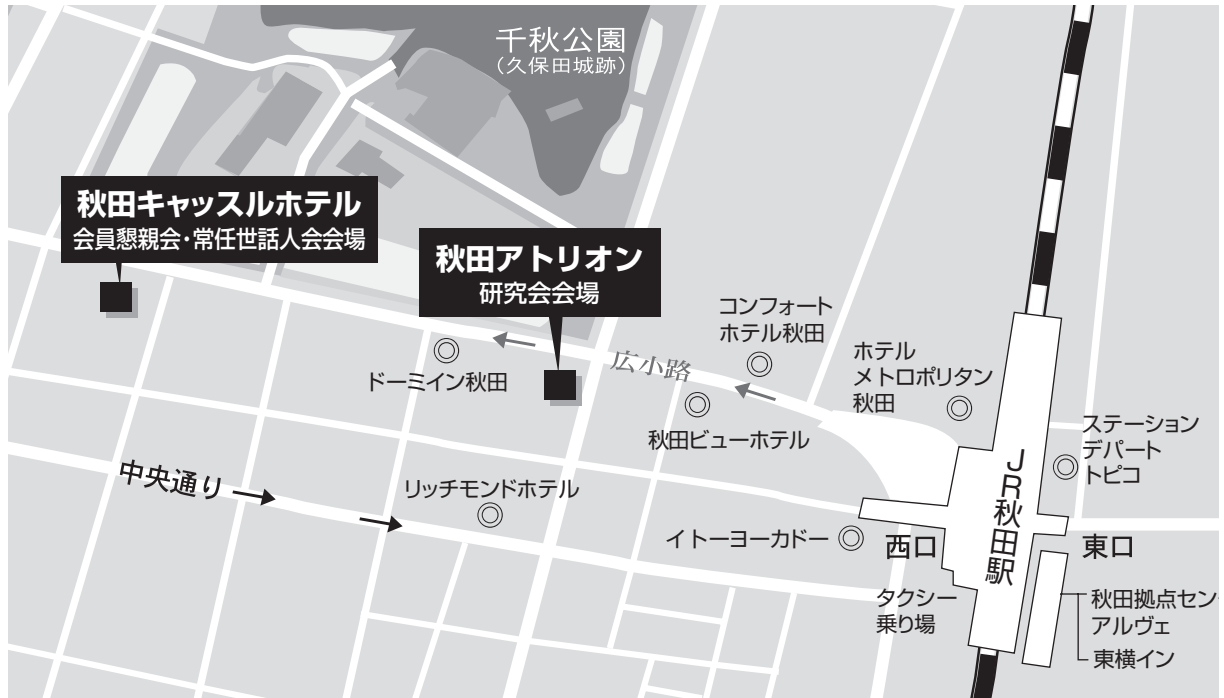 千秋公園
（久保田城跡）
秋田キャッスルホテル
会員懇親会・常任世話人会会場
秋田アトリオン
研究会会場
コンフォート
ホテル秋田
ホテル
メトロポリタン
秋田
広小路
ドーミイン秋田
秋田ビューホテル
ステーション
デパート
トピコ
JR秋田駅
中央通り
リッチモンドホテル
イトーヨーカドー
西口
東口
タクシー
乗り場
秋田拠点セン
アルヴェ
東横イン